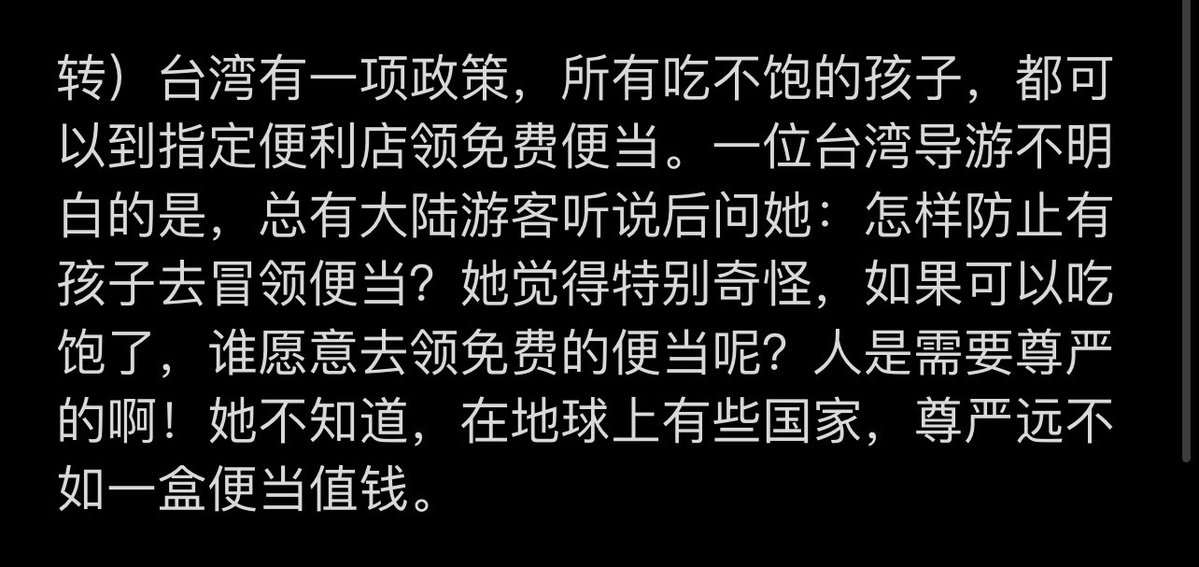 转）台湾有一项政策，所有吃不饱的孩子，都可
以到指定便利店领免费便当。一位台湾导游不明
白的是，总有大陆游客听说后问她：怎样防止有
孩子去冒领便当？她觉得特别奇怪，如果可以吃
饱了，谁愿意去领免费的便当呢？人是需要尊严
的啊！她不知道，在地球上有些国家，尊严远不
如一盒便当值钱。